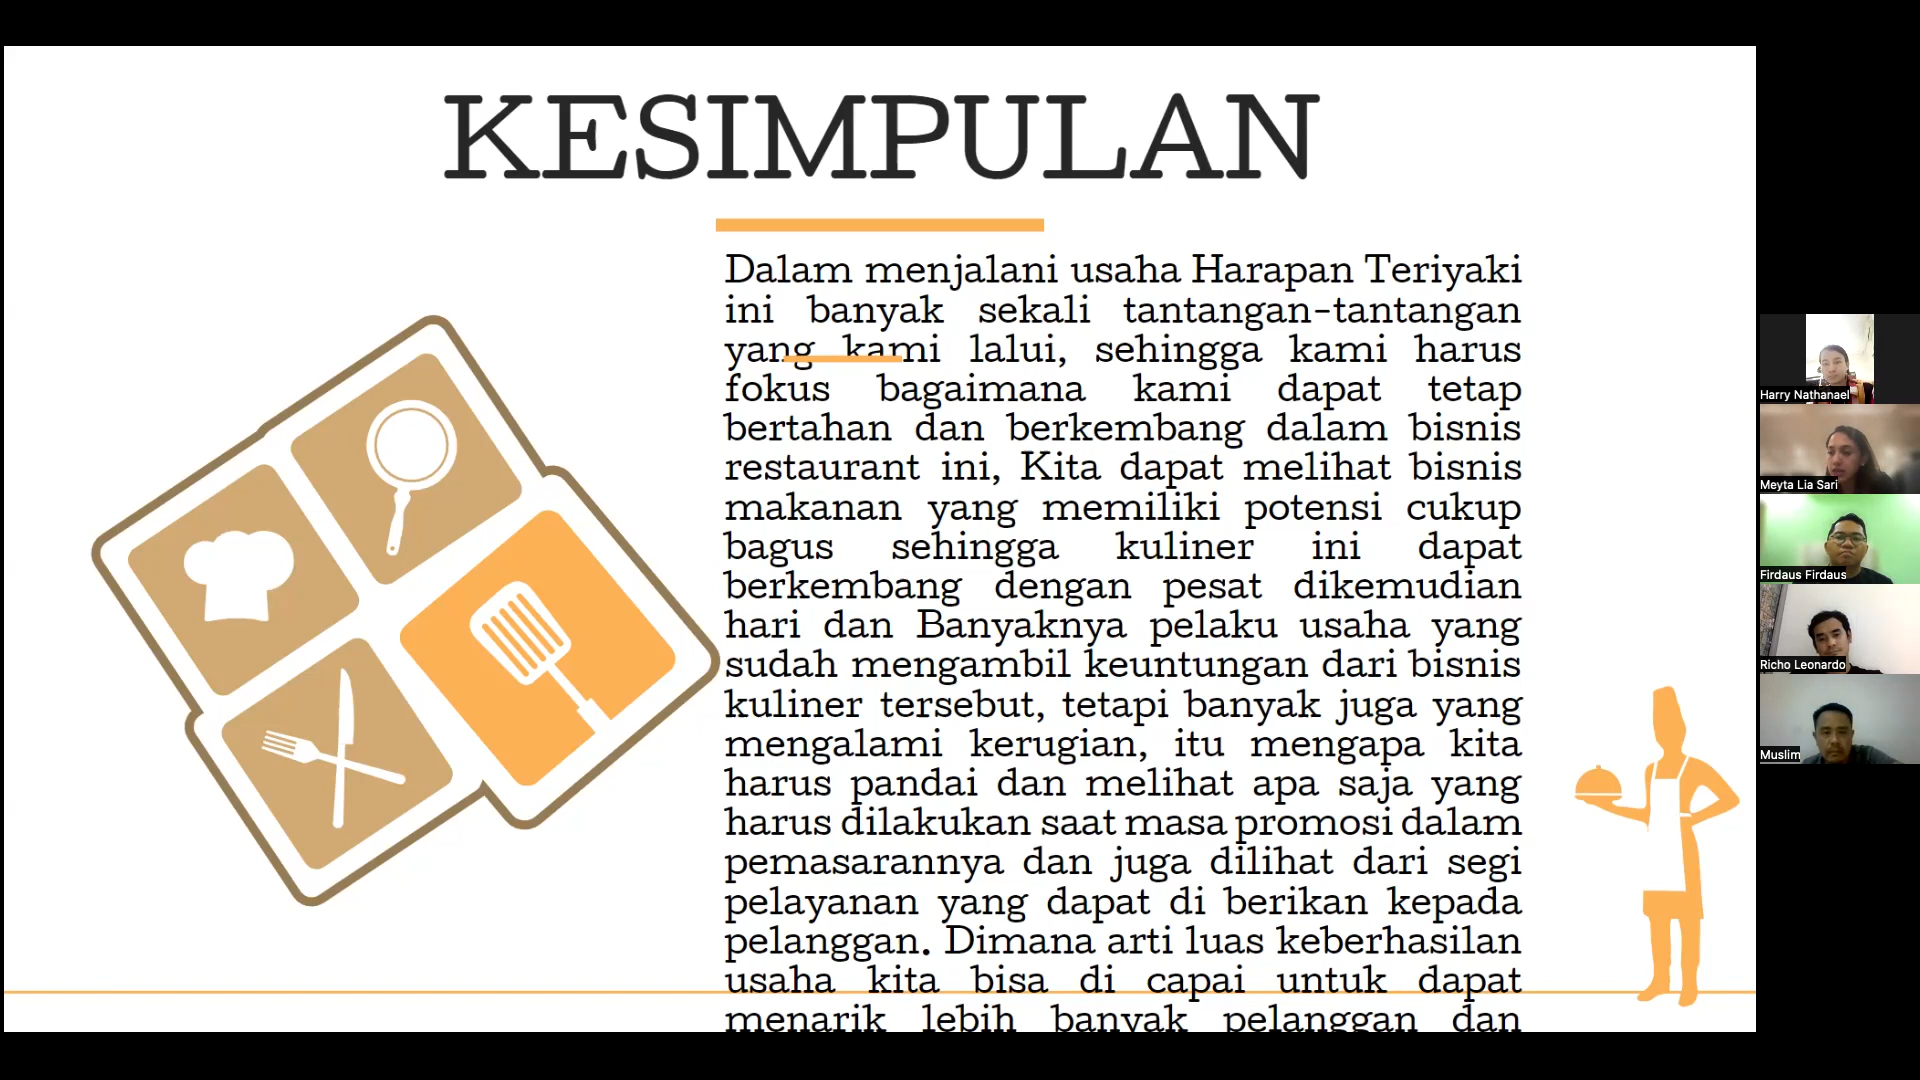 KESIMPULAN
Dalam menjalani usaha Harapan Teriyaki
ini banyak sekali tantangan-tantangan
yang kami lalui, sehingga kami harus
fokus bagaimana kami dapat tetap
bertahan dan berkembang dalam bisnis
restaurant ini, Kita dapat melihat bisnis
makanan yang memiliki potensi cukup
bagus sehingga kuliner ini dapat
berkembang dengan pesat dikemudian
hari dan Banyaknya pelaku usaha yang
sudah mengambil keuntungan dari bisnis
kuliner tersebut, tetapi banyak juga yang
mengalami kerugian, itu mengapa kita
harus pandai dan melihat apa saja yang
harus dilakukan saat masa promosi dalam
pemasarannya dan juga dilihat dari segi
pelayanan yang dapat di berikan kepada
pelanggan. Dimana arti luas keberhasilan
usaha kita bisa di capai untuk dapat
menarik lebih banyak pelanggan dan
Harry Nathanael
Meyta Lia Sari
Firdaus Firdaus
Richo Leonardo
Muslim